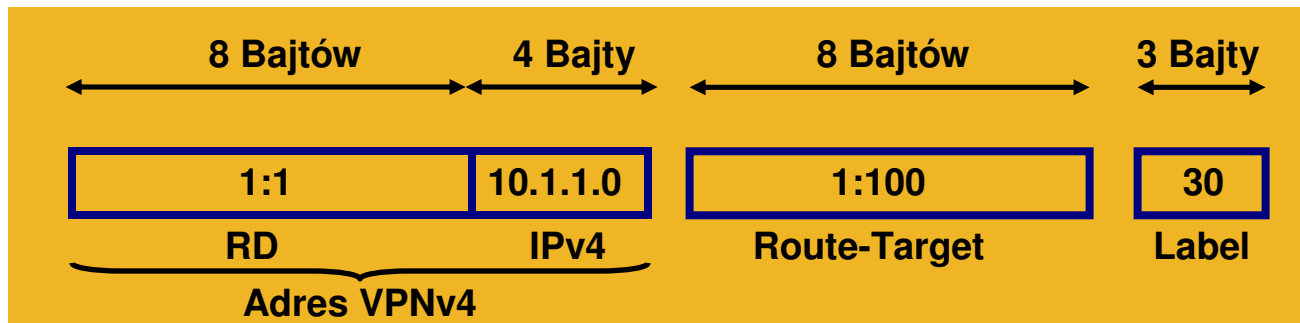 8 Bajtów 4 Bajty 8 Bajtów 3 Bajty
1:1 10.1.1.0 1:100 30
RD IPv4 Route-Target Label
Adres VPNv4